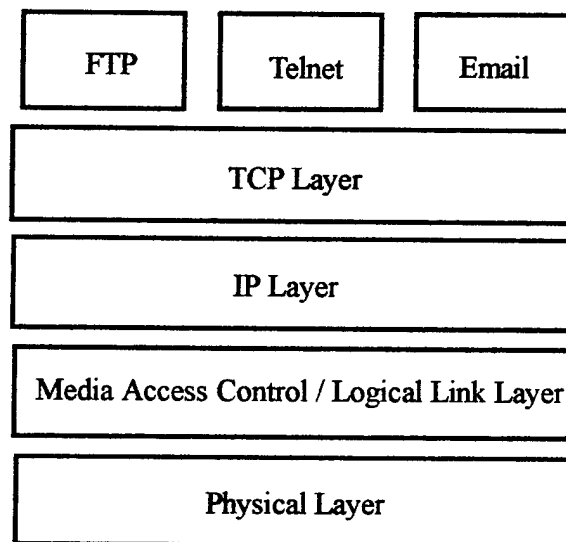 FTP
Telnet
Email
TCP Layer
IP Layer
Media Access Control / Logical Link Layer
Physical Layer